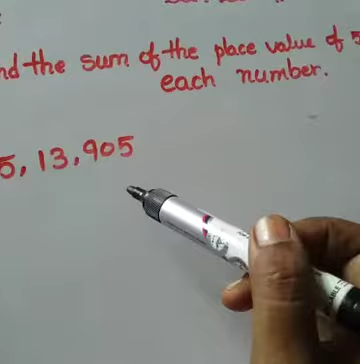 nd the sum of the place value of 5
each number.
5, 13, 905